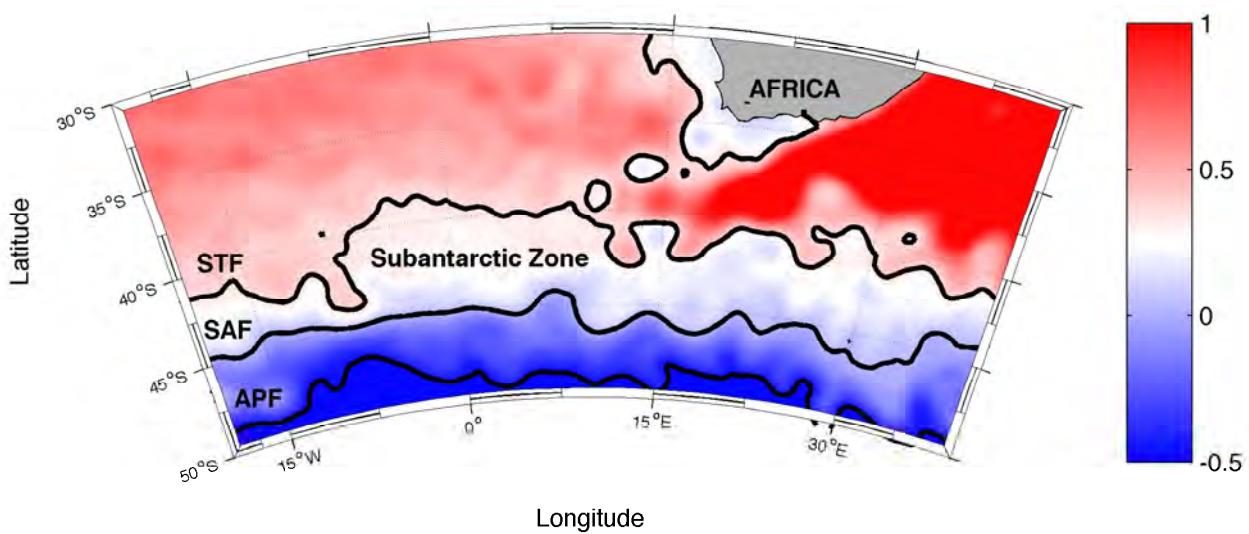 1
AFRICA
30°S
0.5
35°S
Latitude
Subantarctic Zone
STF
40°S
SAF
0
45°S
APF
0°
15°E
30°E
15°W
50°S
-0.5
Longitude